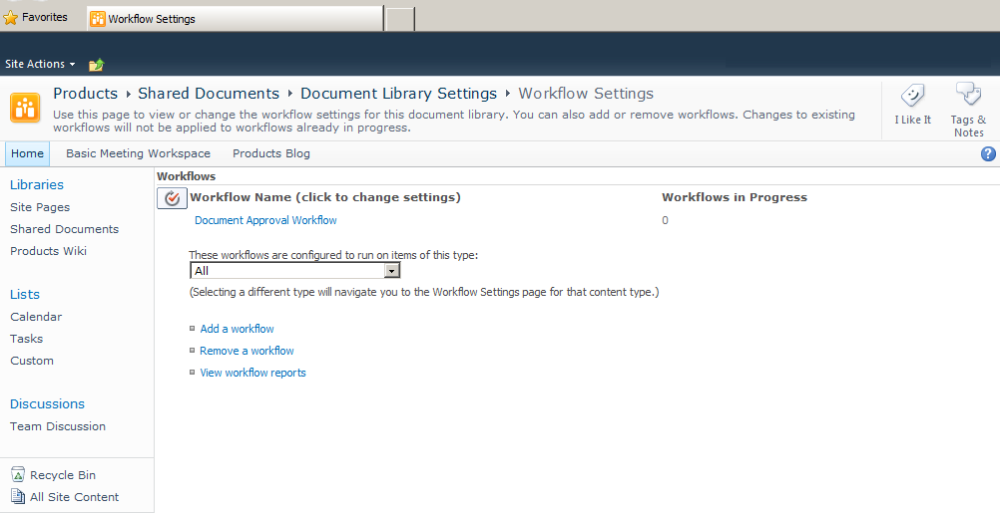 Favorites
Workflow Settings
Site Actions
Products Shared Documents Document Library Settings Workflow Settings
Use this page to view or change the workflow settings for this document library. You can also add or remove workflows. Changes to existing
workflows will not be applied to workflows already in progress.
I Like It
Tags &
Notes
Home Basic Meeting Workspace Products Blog
Libraries
Site Pages
Shared Documents
Products Wiki
Lists
Calendar
Tasks
Custom
Discussions
Team Discussion
Recycle Bin
All Site Content
Workflows
Workflow Name (click to change settings) Workflows in Progress
Document Approval Workflow 0
These workflows are configured to run on items of this type:
All
(Selecting a different type will navigate you to the Workflow Settings page for that content type.)
Add a workflow
Remove a workflow
View workflow reports